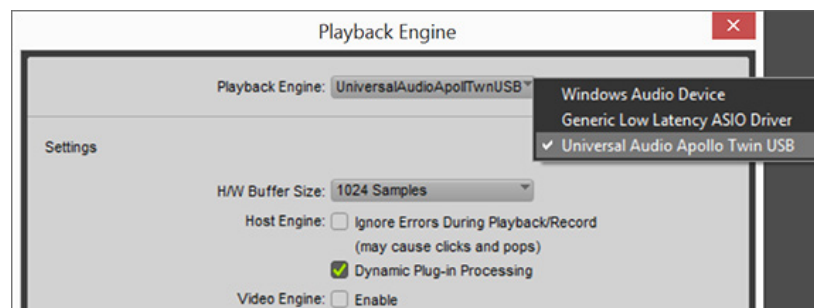 Playback Engine
Playback Engine: UniversalAudioApollTwnUSB
Windows Audio Device
Generic Low Latency ASIO Driver
Universal Audio Apollo Twin USB
Settings
H/W Buffer Size: 1024 Samples
Host Engine: Ignore Errors During Playback/Record
(may cause clicks and pops)
Dynamic Plug-in Processing
Video Engine: Enable